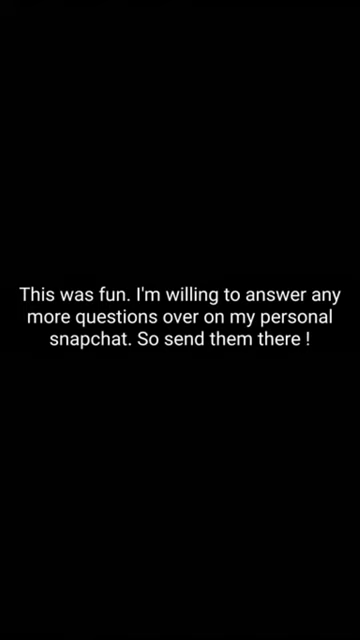 This was fun. I'm willing to answer any
more questions over on my personal
snapchat. So send them there !